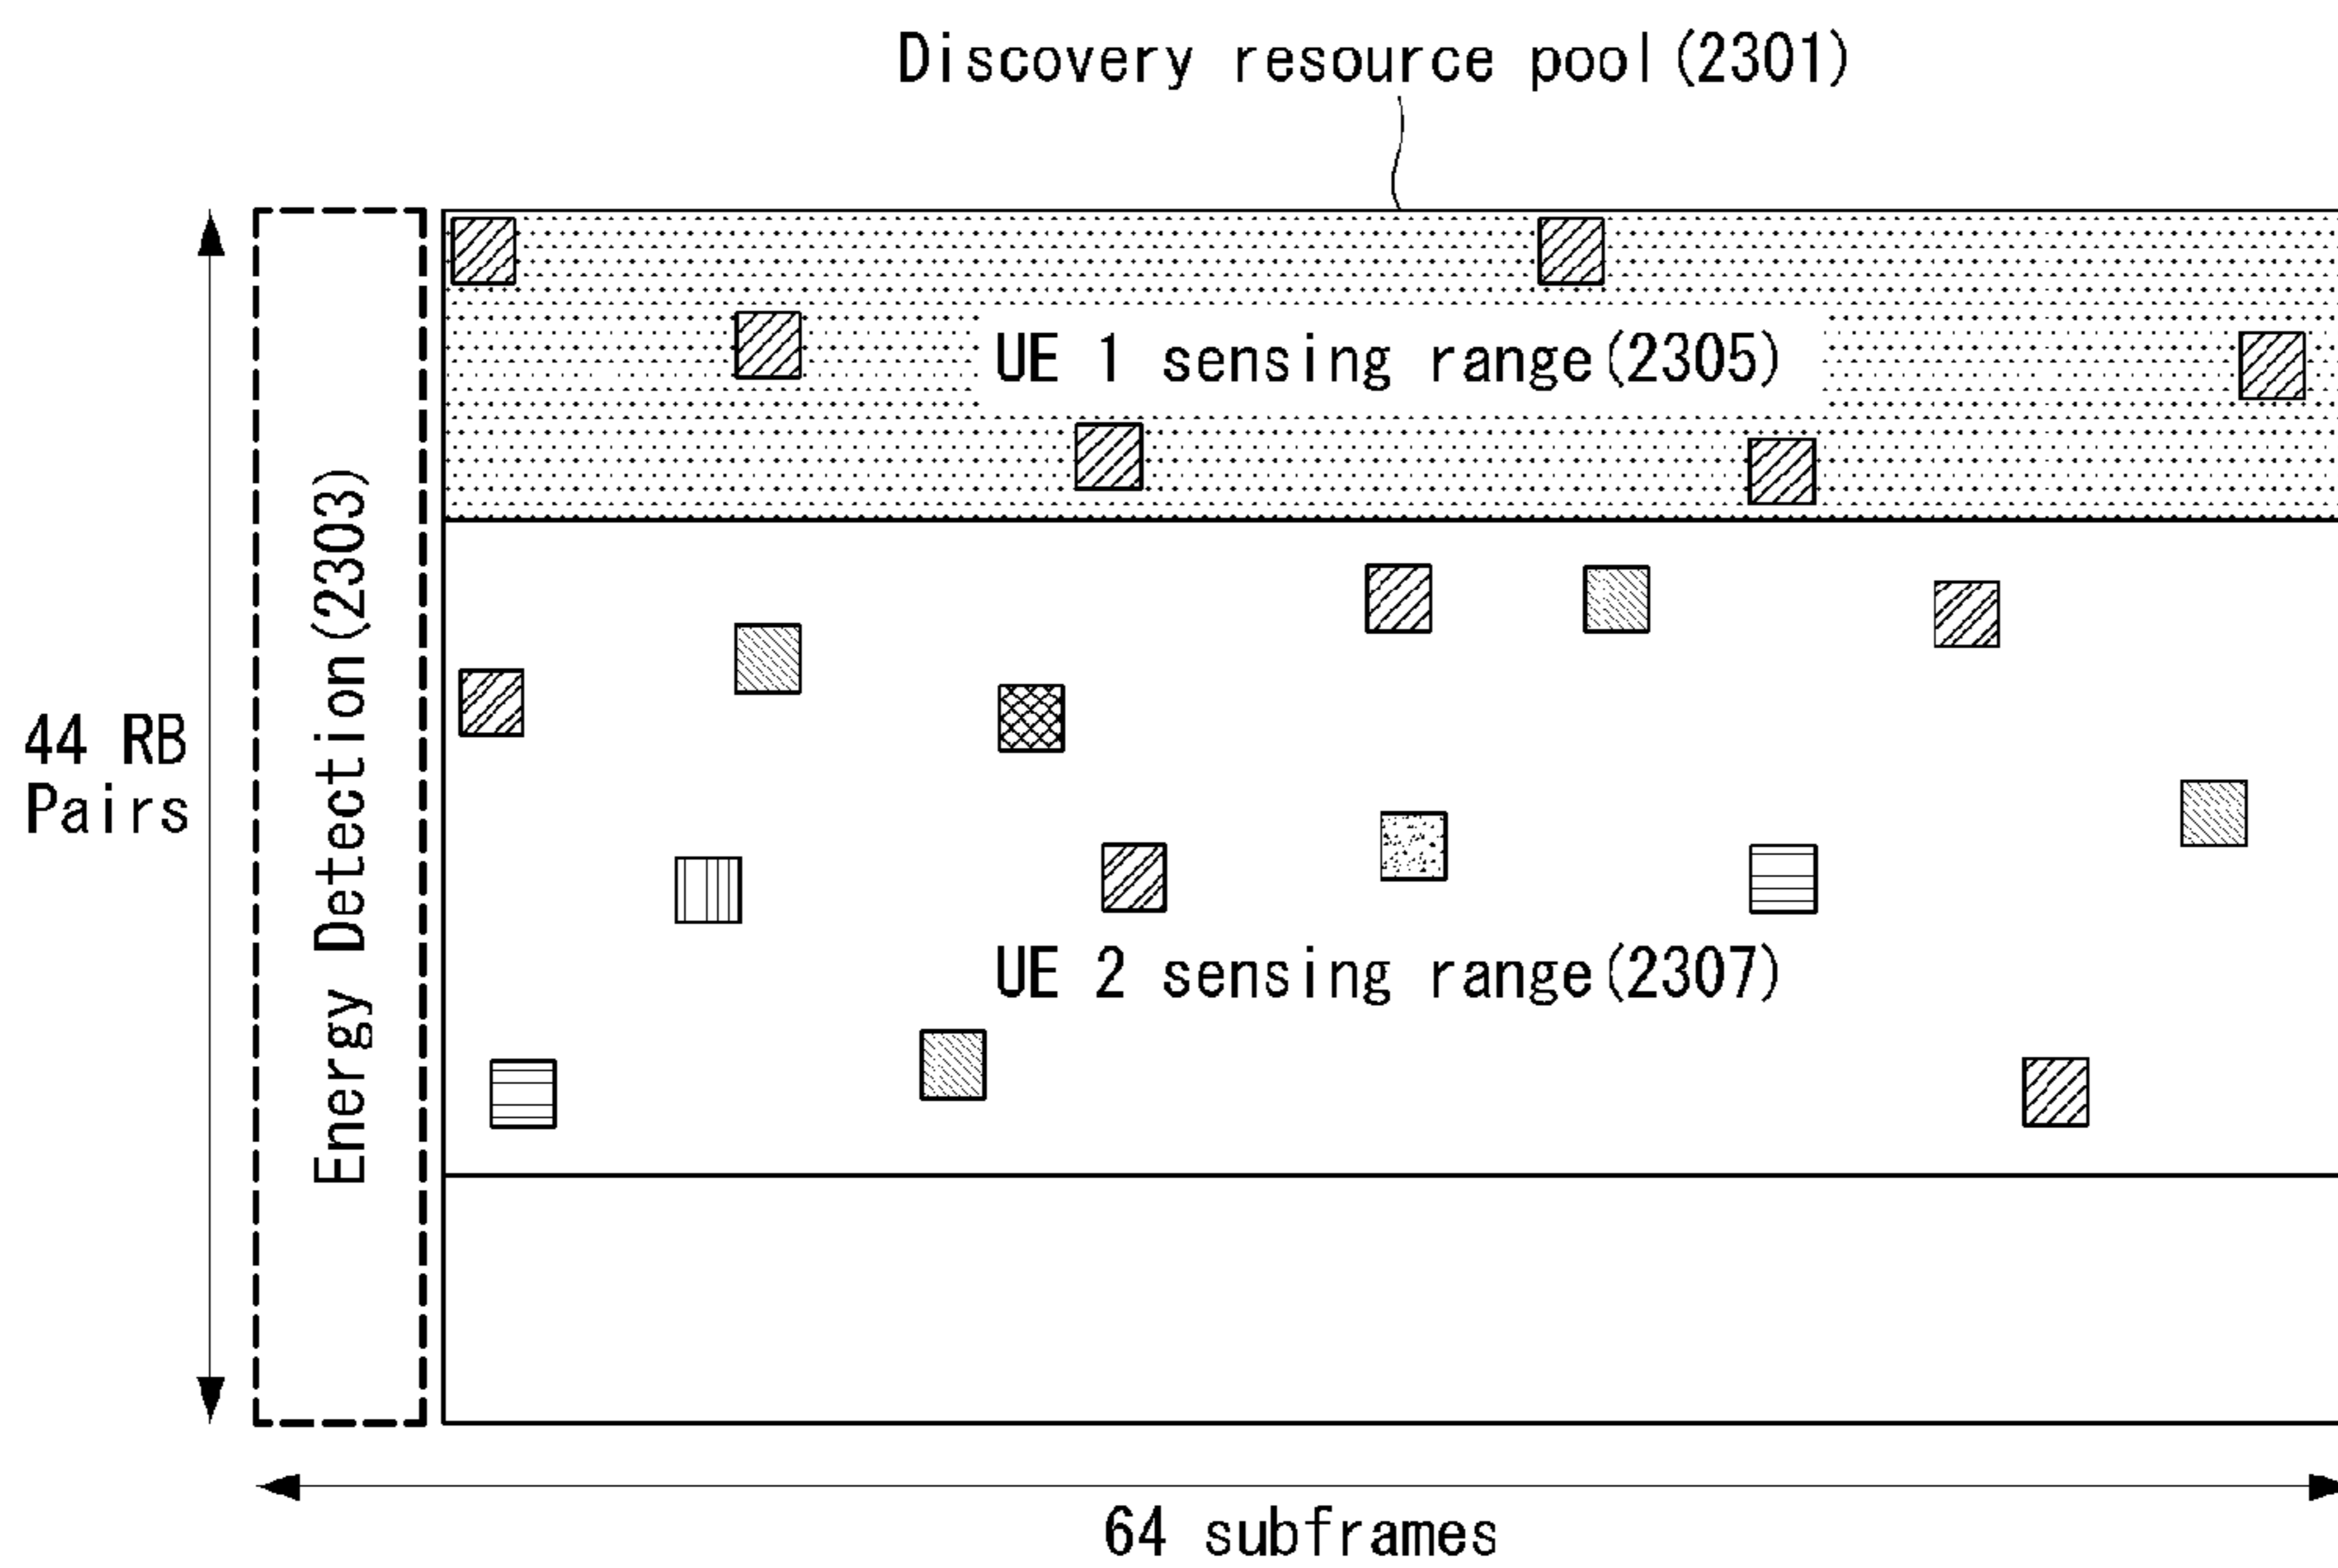 Discovery resource pool(2301)
UE 1 sensing range(2305)
Energy Detection(2303)
44 RB
Pairs
UE 2 sensing range(2307)
64 subframes